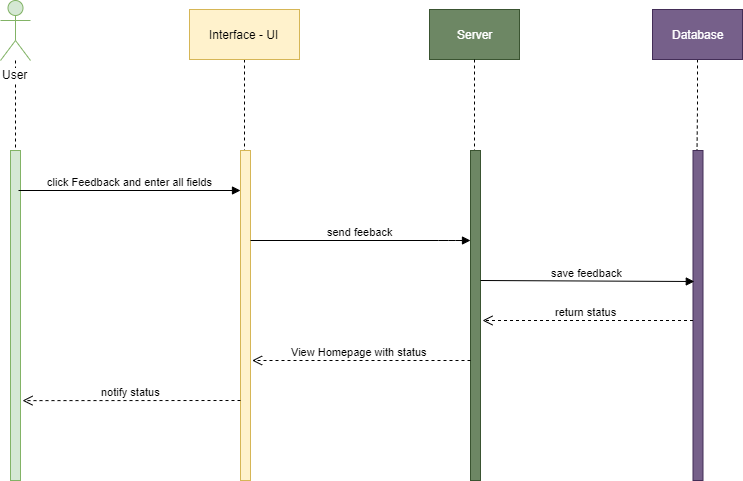 Interface - UI
Server
Database
User
click Feedback and enter all fields
send feeback
save feedback
return status
View Homepage with status
notify status